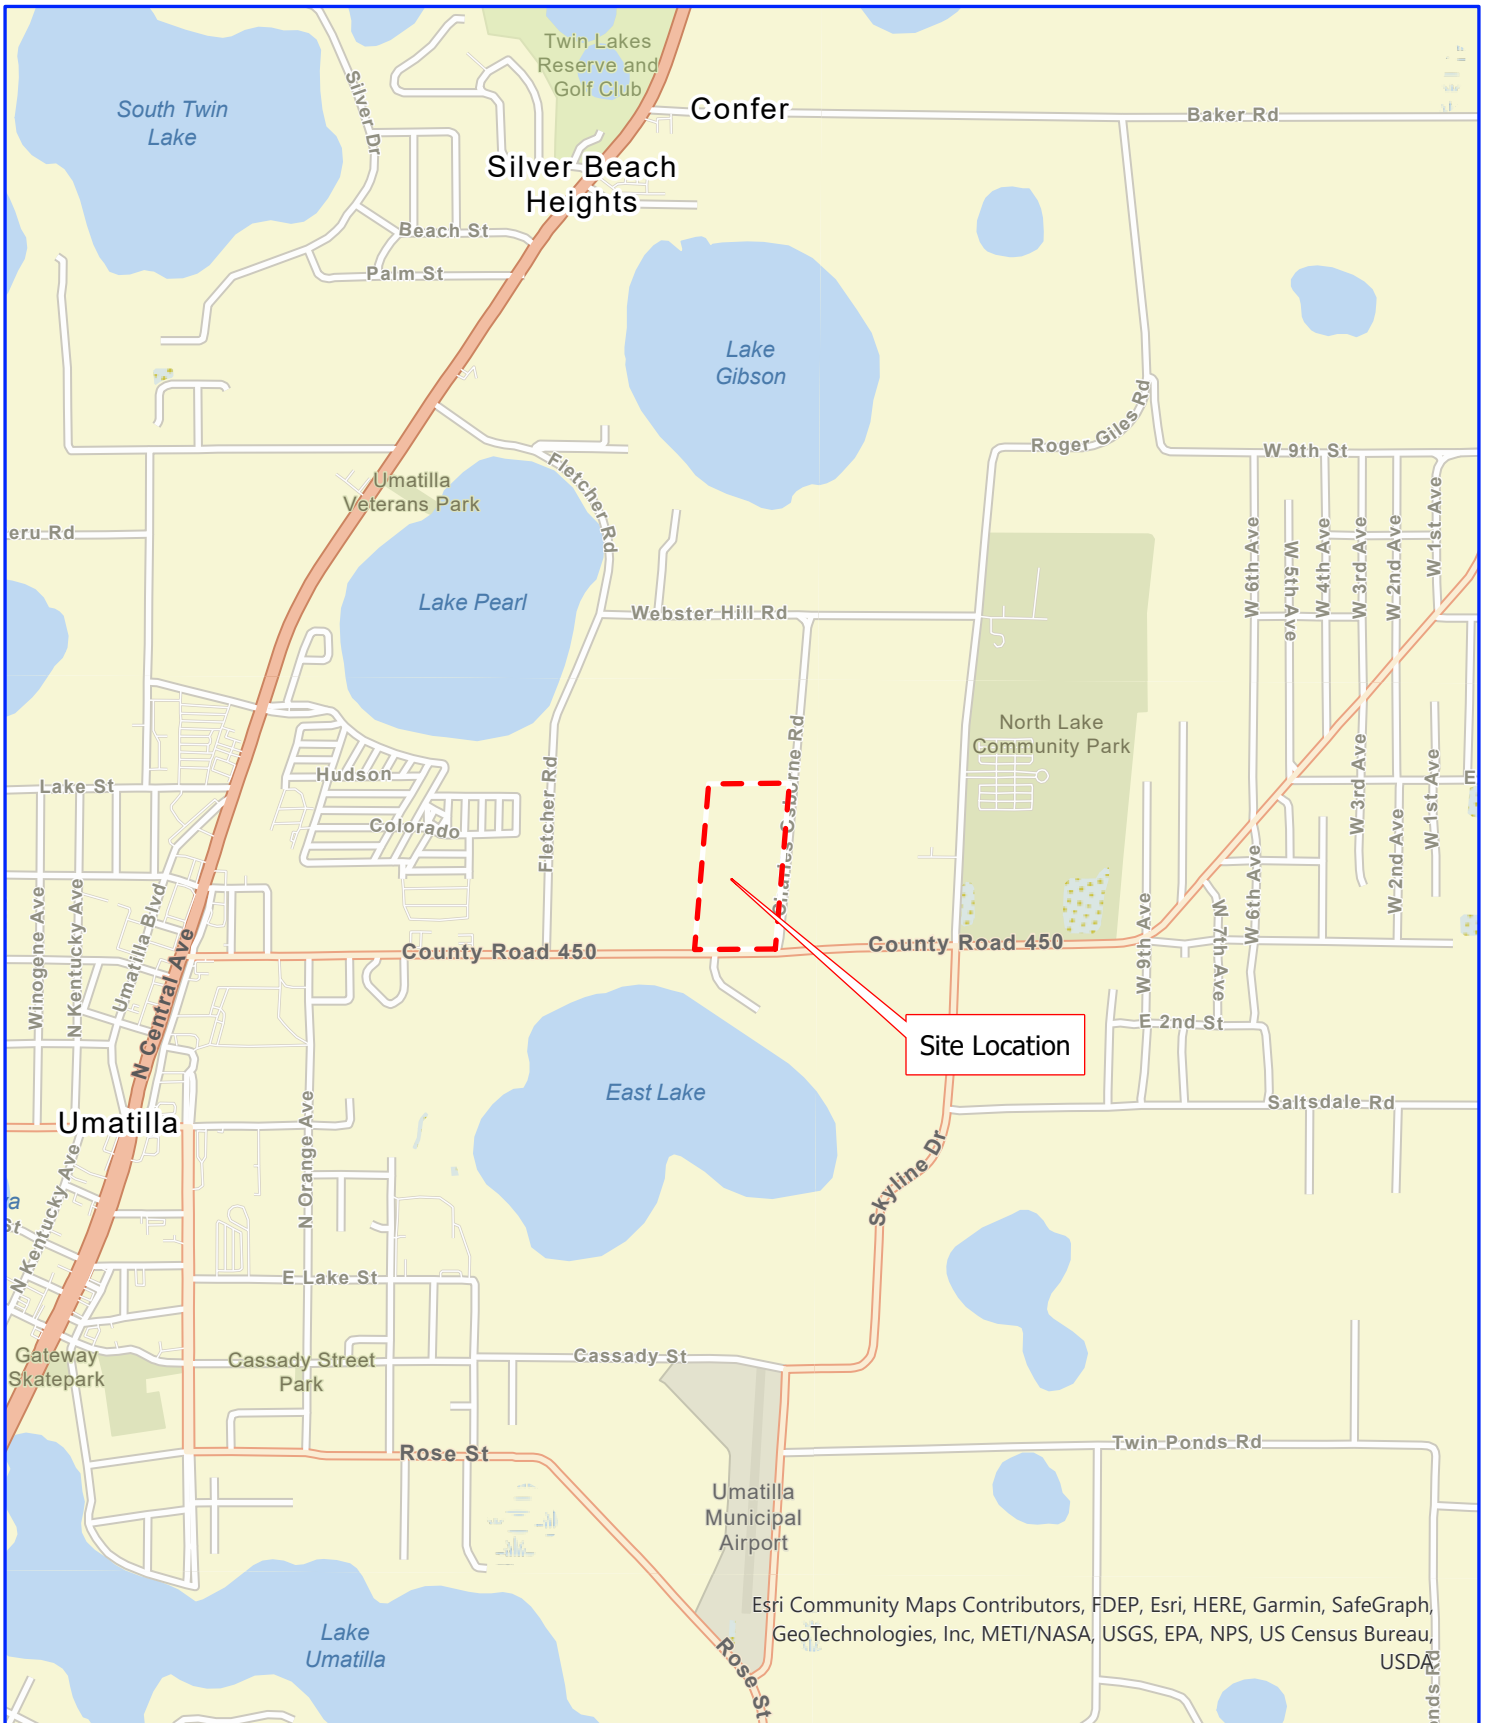 Twin Lakes
Reserve and
Golf Club
South Twin
Lake
Silver Dr
Confer
Baker Rd
Silver Beach
Heights
Beach St
Palm St
Lake
Gibson
Roger Giles Rd
W 9th St
Umatilla
Veterans Park
Fletcher Rd
eru Rd
W 6th Ave
W 5th Ave
W 4th Ave
W 3rd Ave
W 2nd Ave
W 1st Ave
Lake Pearl
Webster Hill Rd
North Lake
Community Park
Charles Osborne Rd
Fletcher Rd
Hudson
Lake St
Colorado
W 3rd Ave
W 1st Ave
E
W 2nd Ave
W 6th Ave
W 7th Ave
W 9th Ave
Winogene Ave
N Kentucky Ave
Umatilla Blvd
N Central Ave
County Road 450
County Road 450
E 2nd St
Site Location
East Lake
Saltsdale Rd
Umatilla
N Orange Ave
Skyline Dr
N Kentucky Ave
a
St
E Lake St
Gateway
Skatepark
Cassady Street
Park
Cassady St
Rose St
Twin Ponds Rd
Umatilla
Municipal
Airport
Lake
Umatilla
Rose St
Esri Community Maps Contributors, FDEP, Esri, HERE, Garmin, SafeGraph,
GeoTechnologies, Inc, METI/NASA, USGS, EPA, NPS, US Census Bureau,
USDA
onds Rd